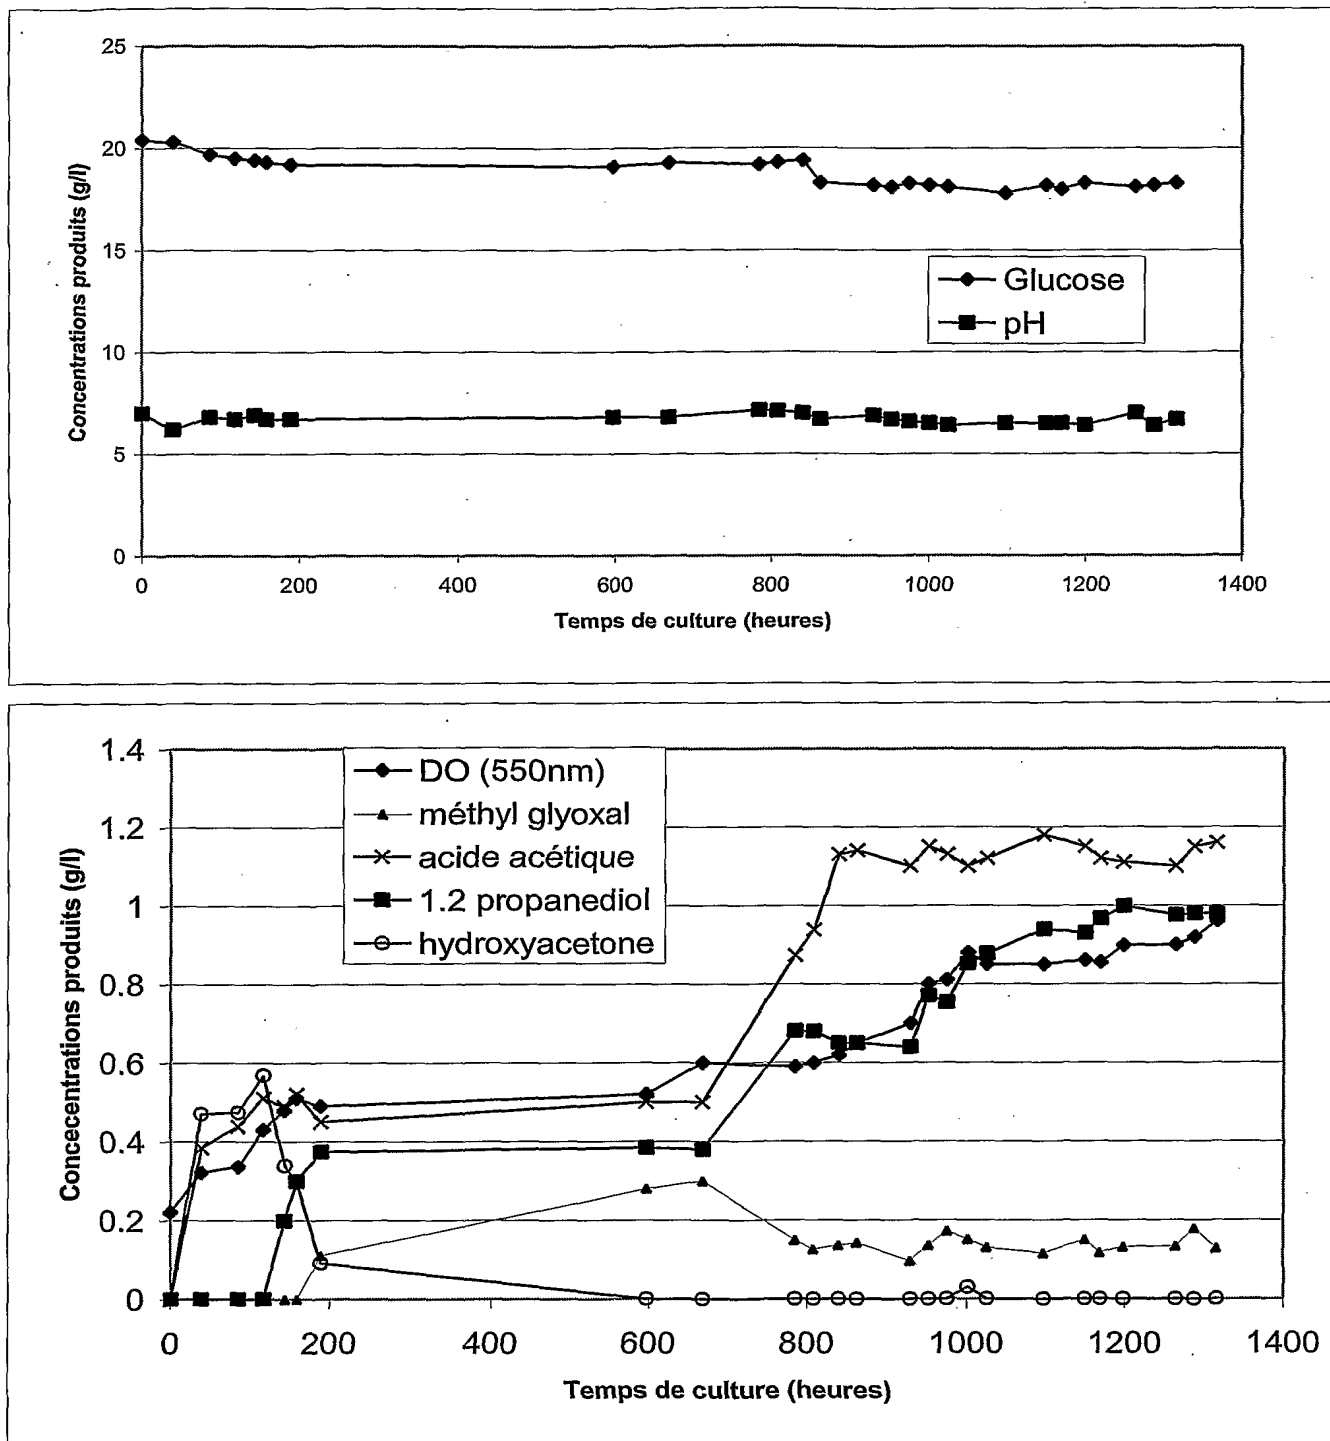 25
20
15
10
5
0
Concentrations produits (g/l)
Glucose
pH
0 200 400 600 800 1000 1200 1400
Temps de culture (heures)
1.4
1.2
1
0.8
0.6
0.4
0.2
0
Concecentrations produits (g/l)
DO (550nm)
méthyl glyoxal
acide acétique
1.2 propanediol
hydroxyacetone
0 200 400 600 800 1000 1200 1400
Temps de culture (heures)